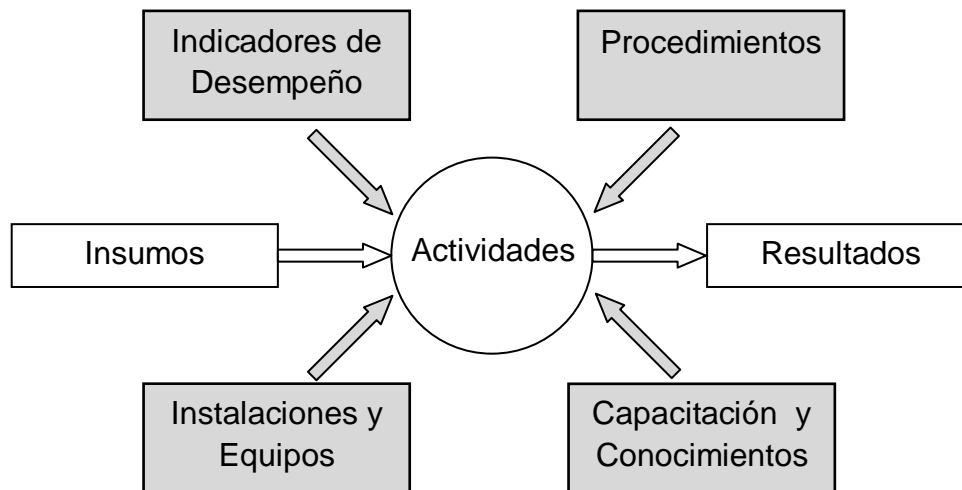 Indicadores de
Desempeño
Procedimientos
Insumos
Actividades
Resultados
Instalaciones y
Equipos
Capacitación y
Conocimientos